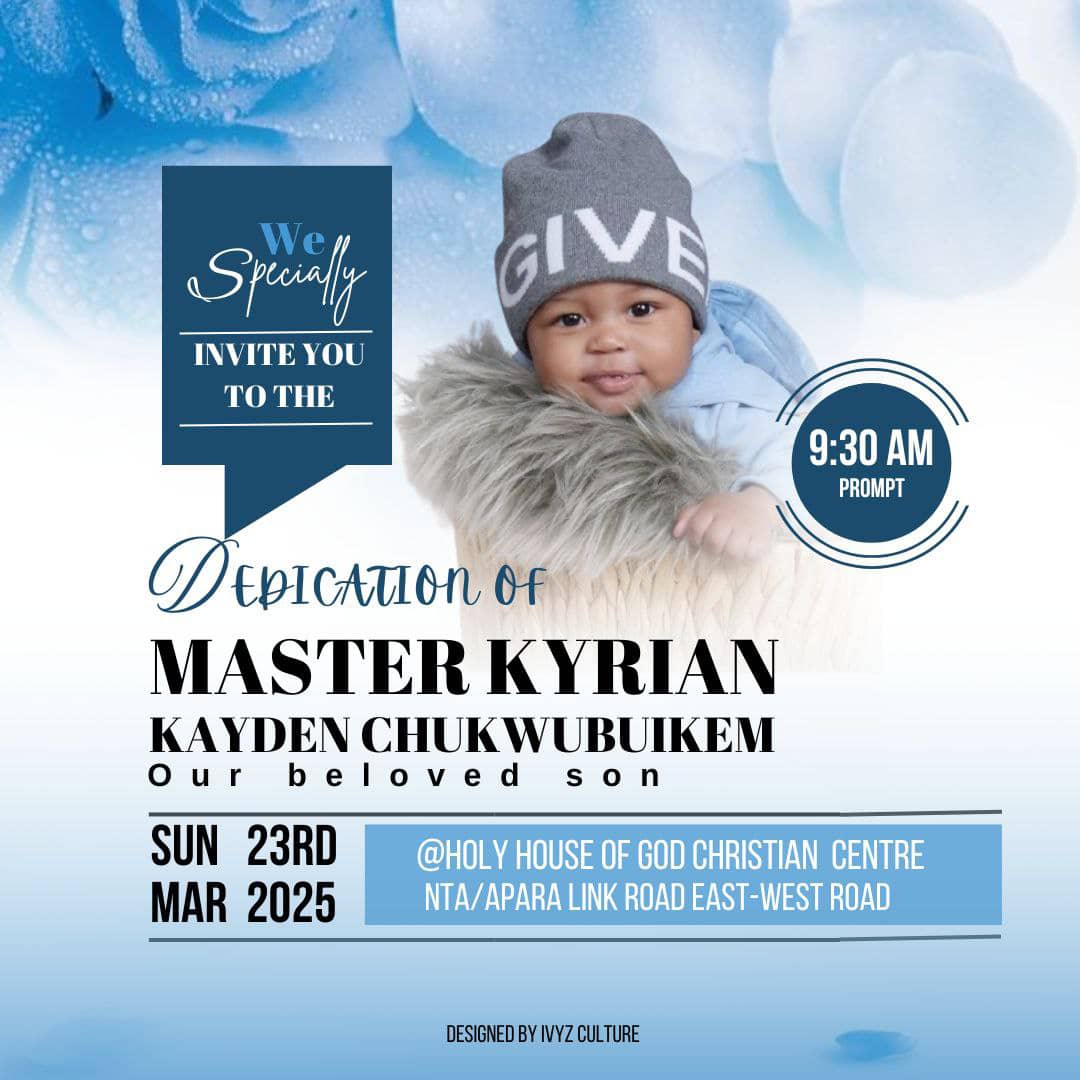 We
Specially
INVITE YOU
TO THE
GIVE
9:30 AM
PROMPT
DEDICATION OF
MASTER KYRIAN
KAYDEN CHUKWUBUIKEM
Our beloved son
SUN 23RD
MAR 2025
@HOLY HOUSE OF GOD CHRISTIAN CENTRE
NTA/APARA LINK ROAD EAST-WEST ROAD
DESIGNED BY IVYZ CULTURE